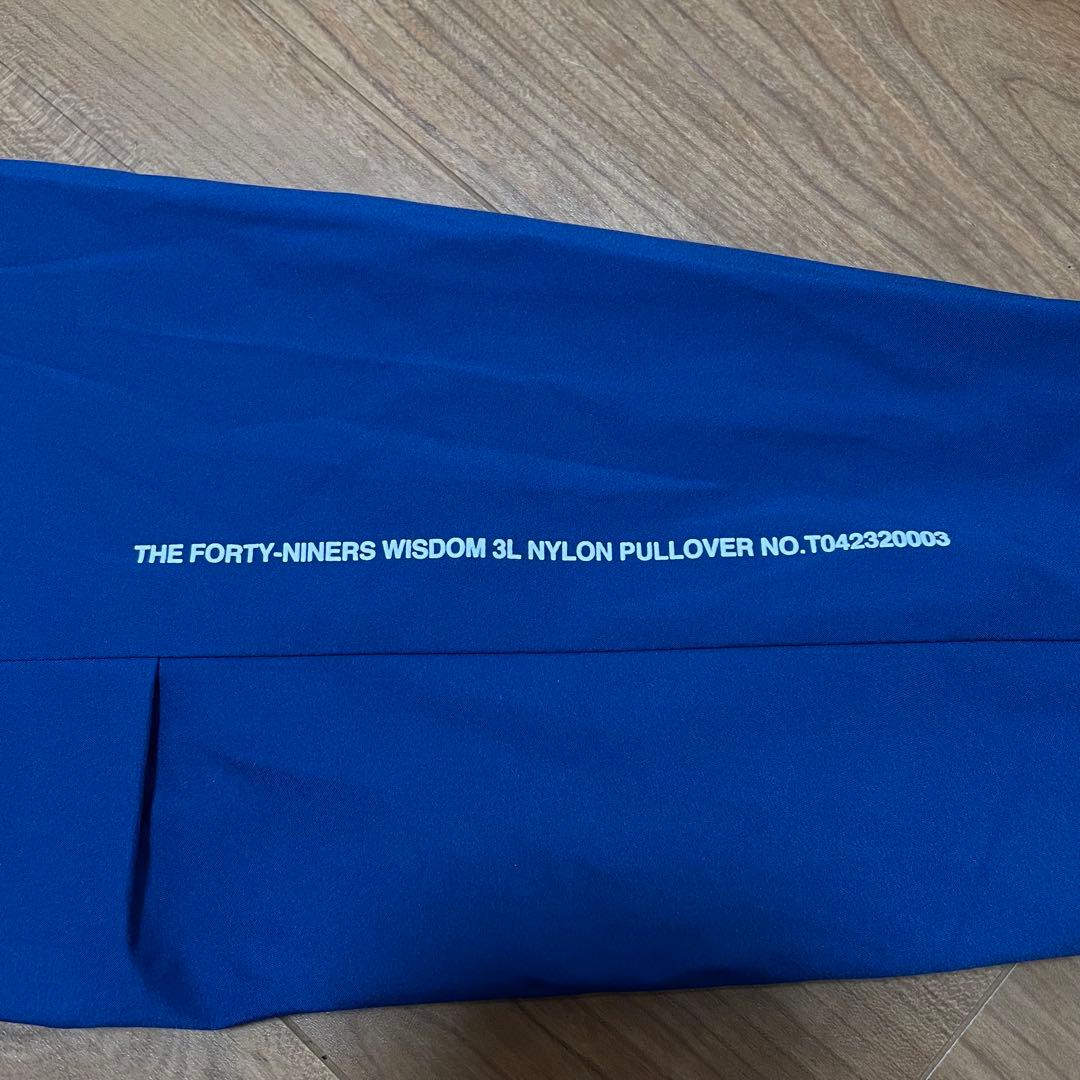 THE FORTY-NINERS WISDOM 3L NYLON PULLOVER NO.T042320003